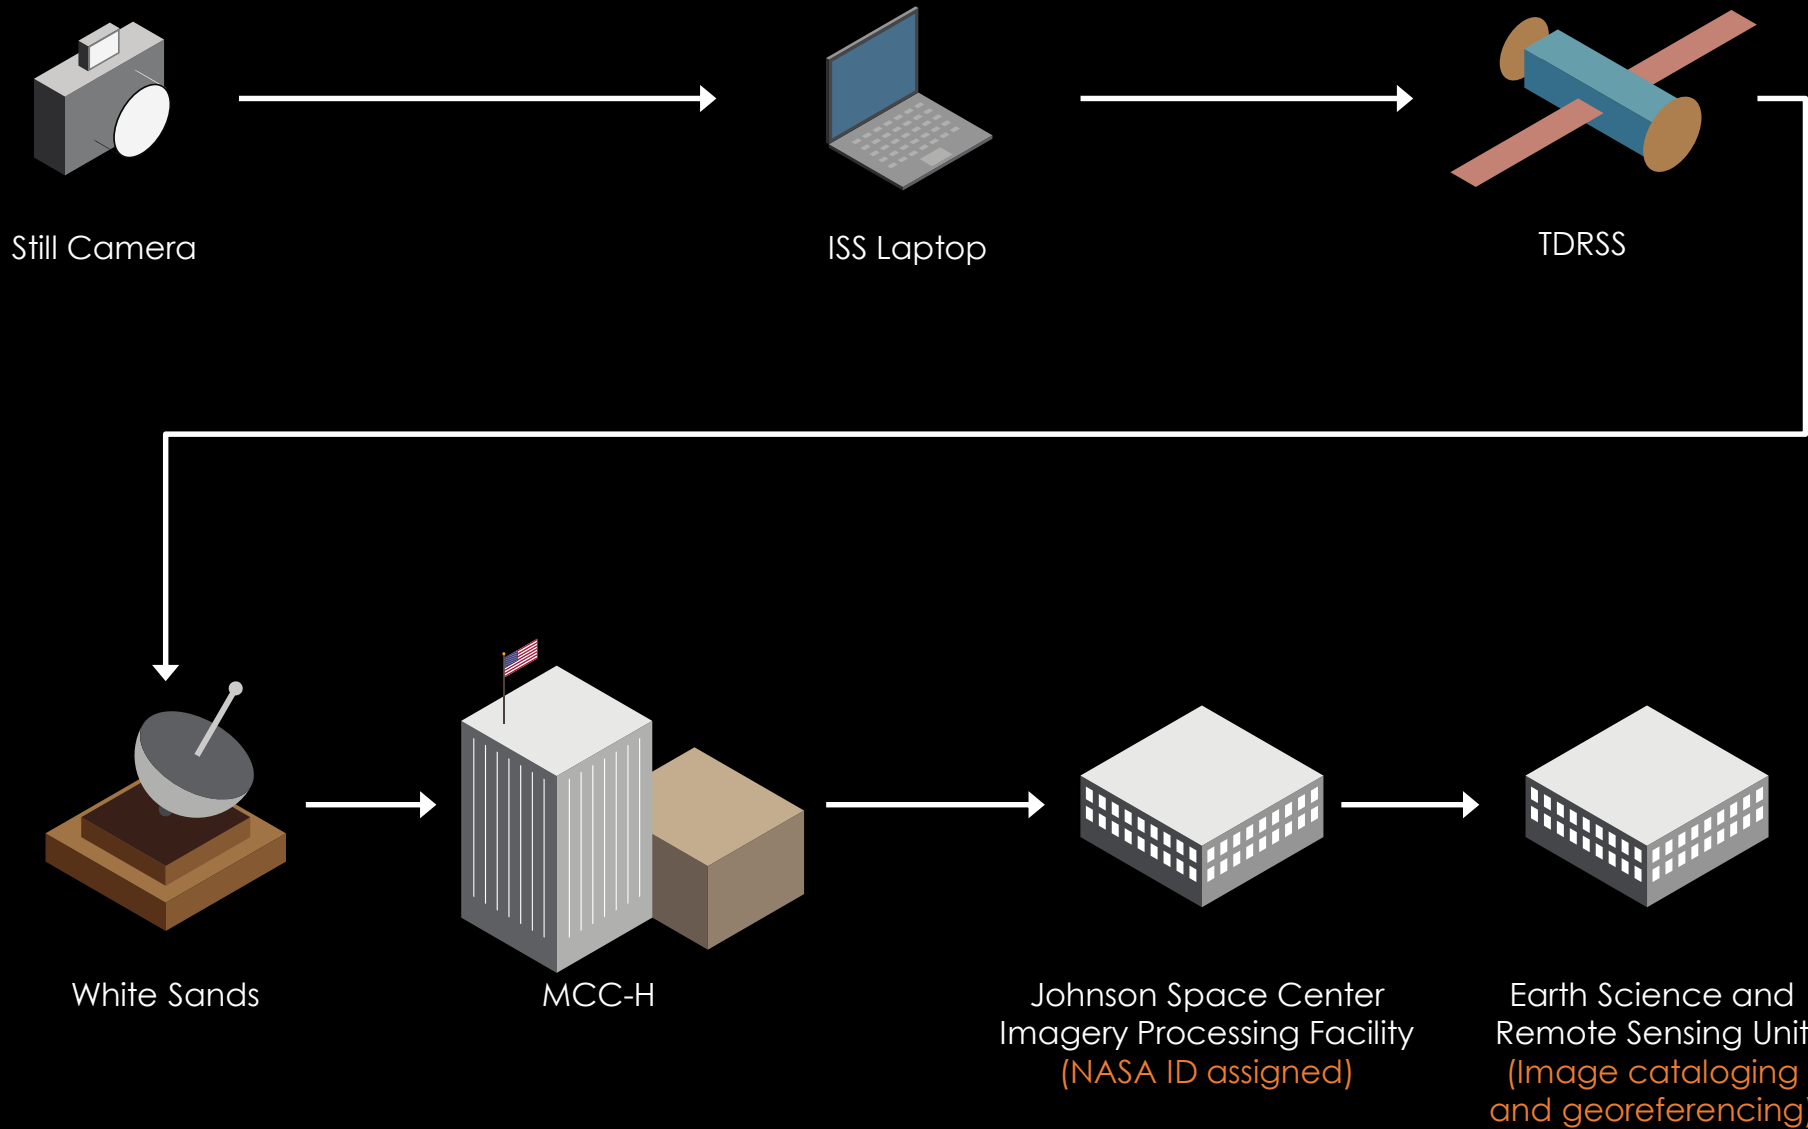 Still Camera
ISS Laptop
TDRSS
White Sands
MCC-H
Johnson Space Center
Imagery Processing Facility
(NASA ID assigned)
Earth Science and
Remote Sensing Unit
(Image cataloging
and georeferencing)